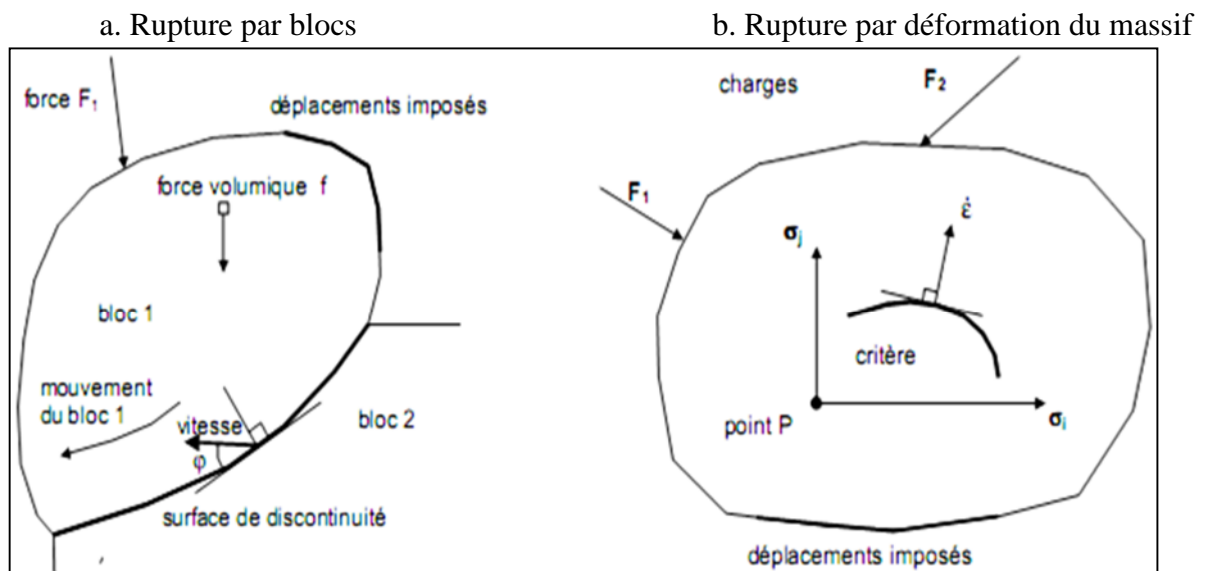 a. Rupture par blocs
b. Rupture par déformation du massif
force F1
déplacements imposés
force volumique f
bloc 1
mouvement
du bloc 1
vitesse
φ
bloc 2
surface de discontinuité
charges
F2
F1
ε̇
σj
critère
point P
σi
déplacements imposés